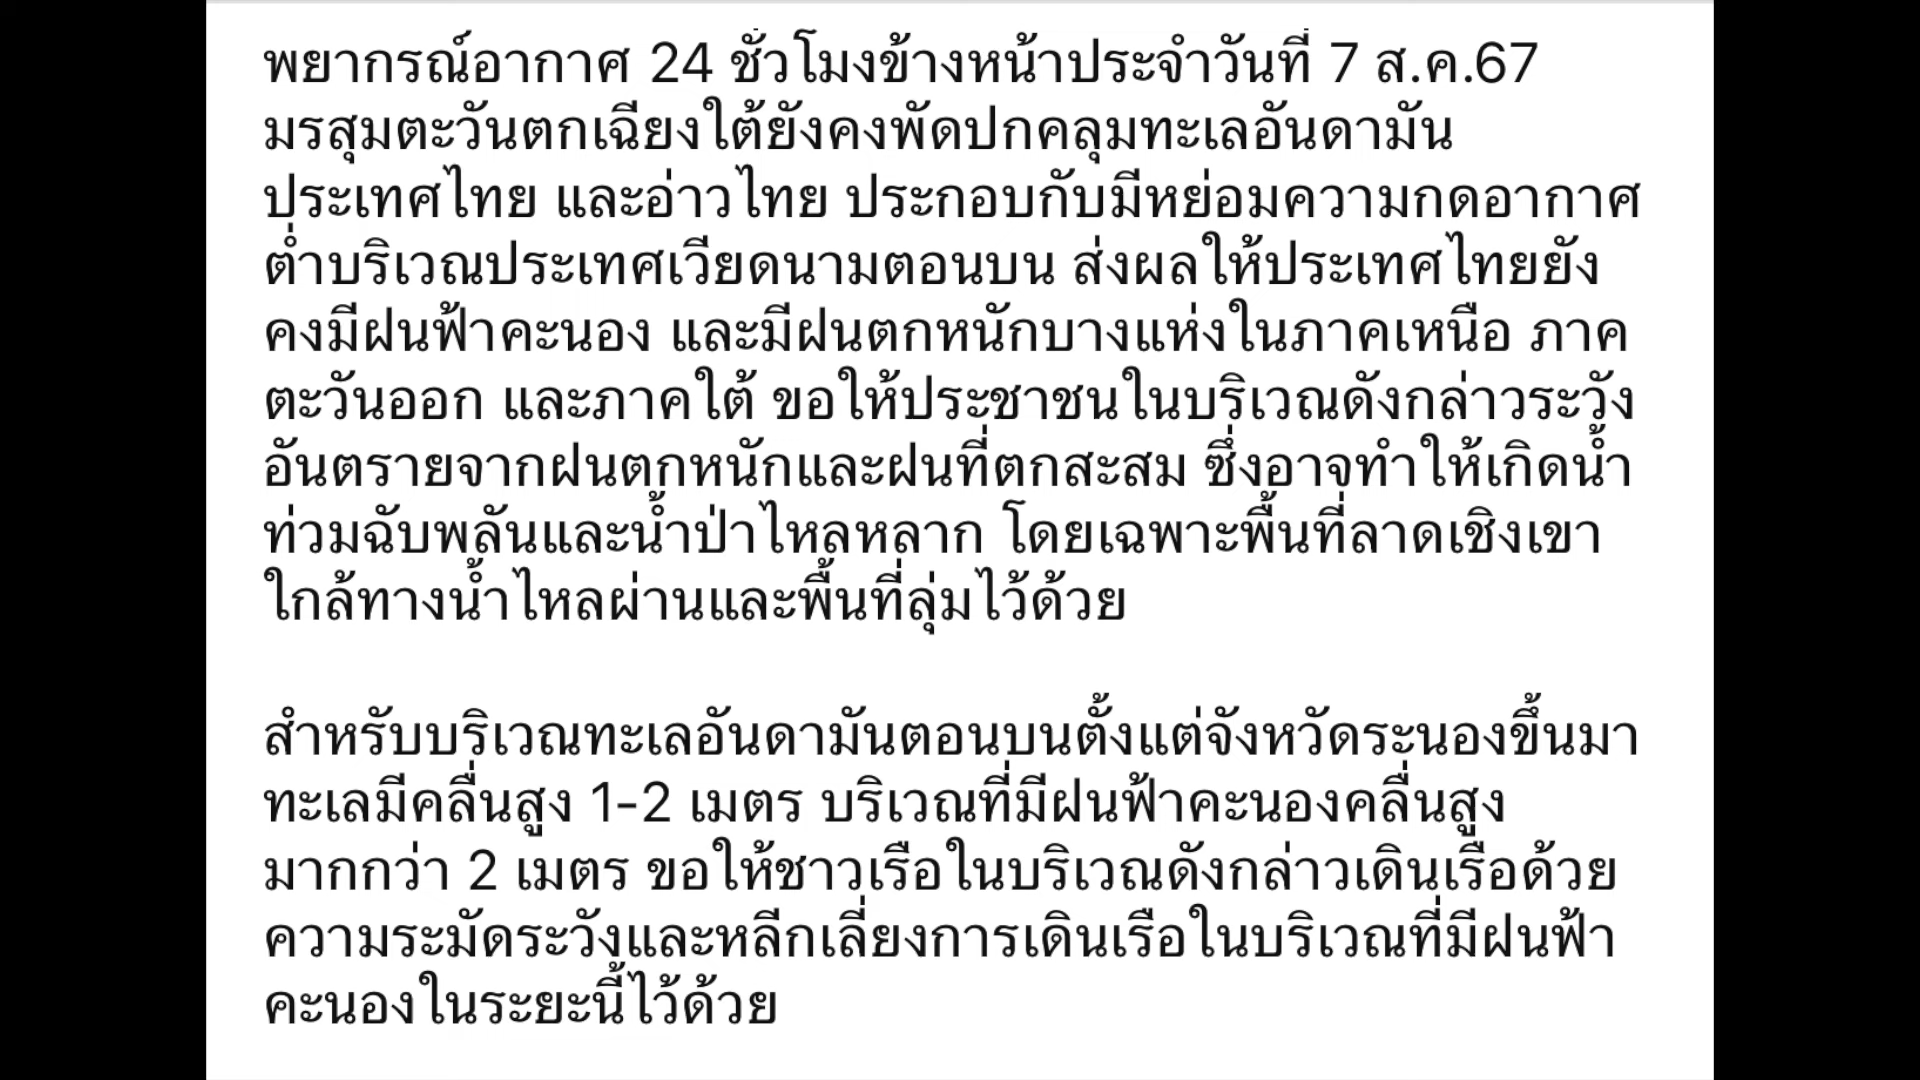 พยากรณ์อากาศ 24 ชั่วโมงข้างหน้าประจำวันที่ 7 ส.ค.67
มรสุมตะวันตกเฉียงใต้ยังคงพัดปกคลุมทะเลอันดามัน
ประเทศไทย และอ่าวไทย ประกอบกับมีหย่อมความกดอากาศ
ต่ำบริเวณประเทศเวียดนามตอนบน ส่งผลให้ประเทศไทยยัง
คงมีฝนฟ้าคะนอง และมีฝนตกหนักบางแห่งในภาคเหนือ ภาค
ตะวันออก และภาคใต้ ขอให้ประชาชนในบริเวณดังกล่าวระวัง
อันตรายจากฝนตกหนักและฝนที่ตกสะสม ซึ่งอาจทำให้เกิดน้ำ
ท่วมฉับพลันและน้ำป่าไหลหลาก โดยเฉพาะพื้นที่ลาดเชิงเขา
ใกล้ทางน้ำไหลผ่านและพื้นที่ลุ่มไว้ด้วย
สำหรับบริเวณทะเลอันดามันตอนบนตั้งแต่จังหวัดระนองขึ้นมา
ทะเลมีคลื่นสูง 1-2 เมตร บริเวณที่มีฝนฟ้าคะนองคลื่นสูง
มากกว่า 2 เมตร ขอให้ชาวเรือในบริเวณดังกล่าวเดินเรือด้วย
ความระมัดระวังและหลีกเลี่ยงการเดินเรือในบริเวณที่มีฝนฟ้า
คะนองในระยะนี้ไว้ด้วย